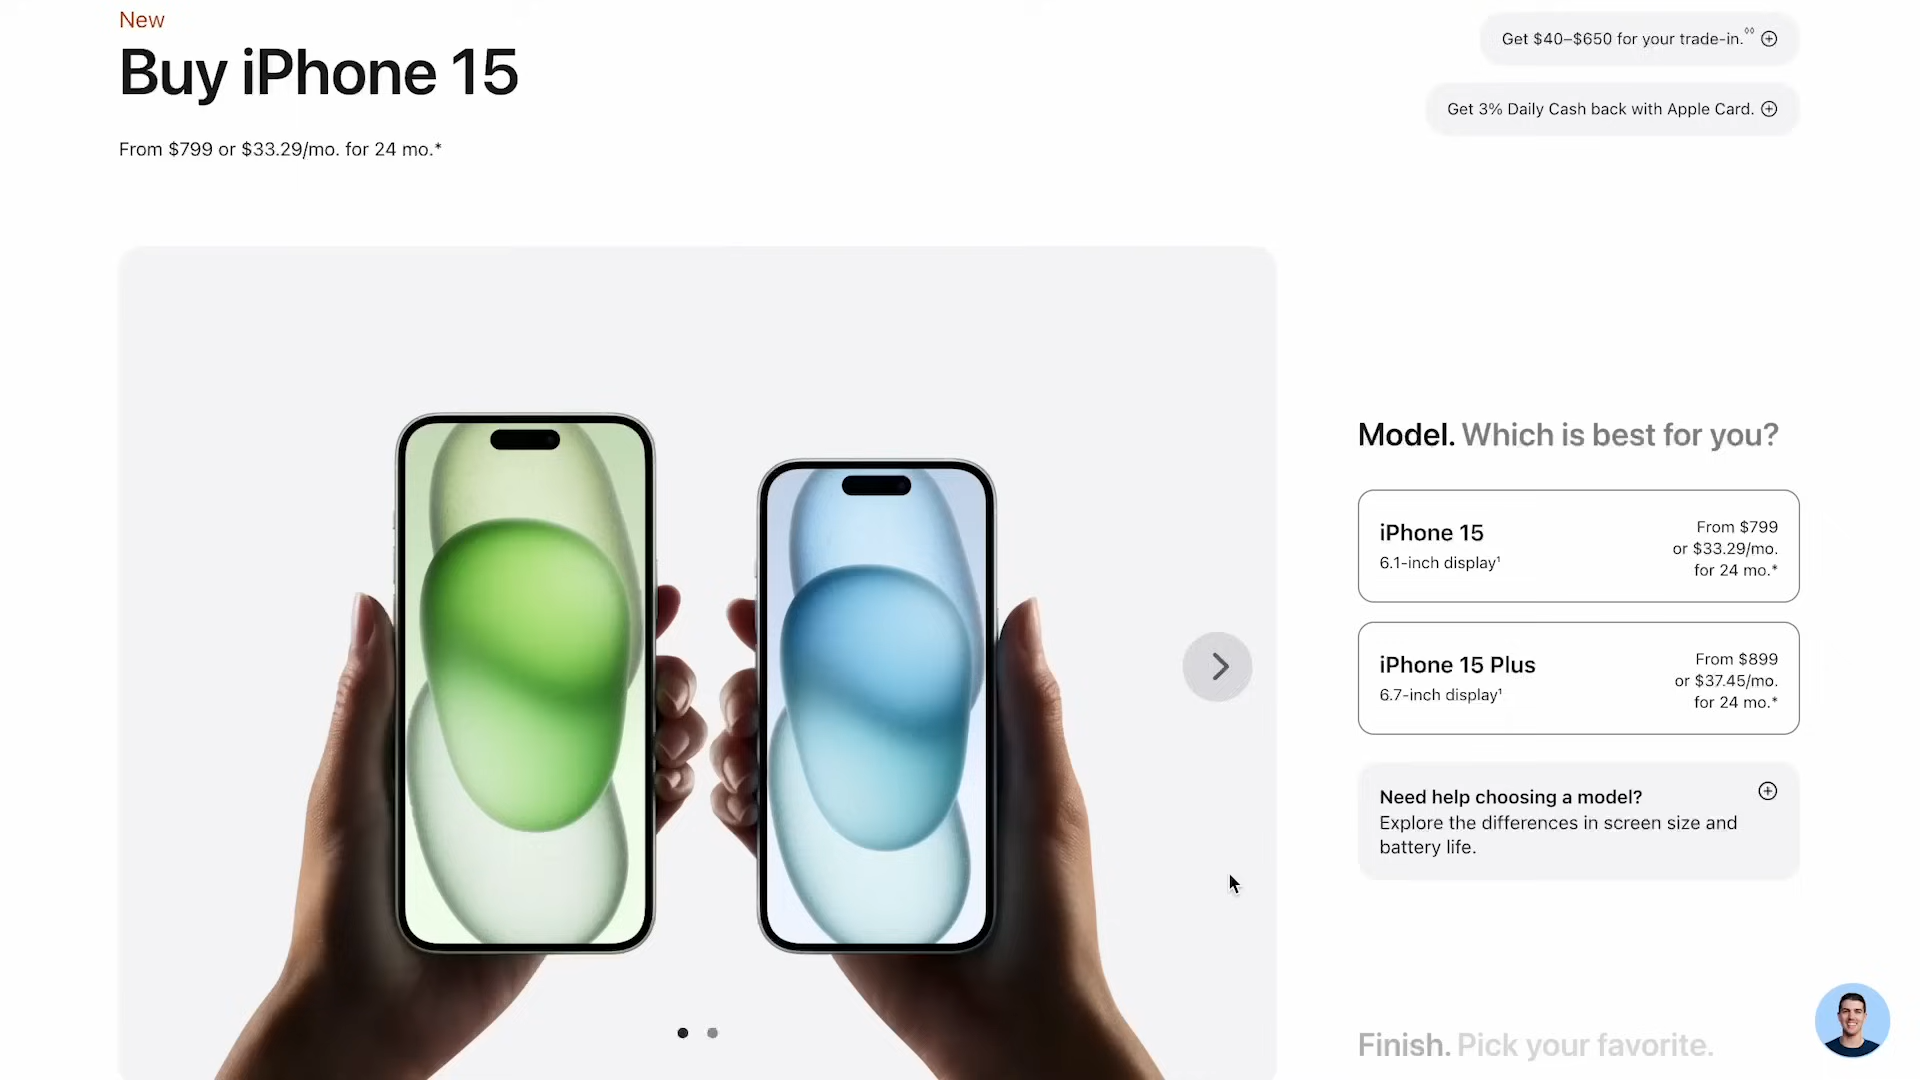 New
Buy iPhone 15
From $799 or $33.29/mo. for 24 mo.*
Get $40–$650 for your trade-in.◊◊
Get 3% Daily Cash back with Apple Card.
Model. Which is best for you?
iPhone 15
6.1-inch display¹
From $799
or $33.29/mo.
for 24 mo.*
iPhone 15 Plus
6.7-inch display¹
From $899
or $37.45/mo.
for 24 mo.*
Need help choosing a model?
Explore the differences in screen size and
battery life.
Finish. Pick your favorite.